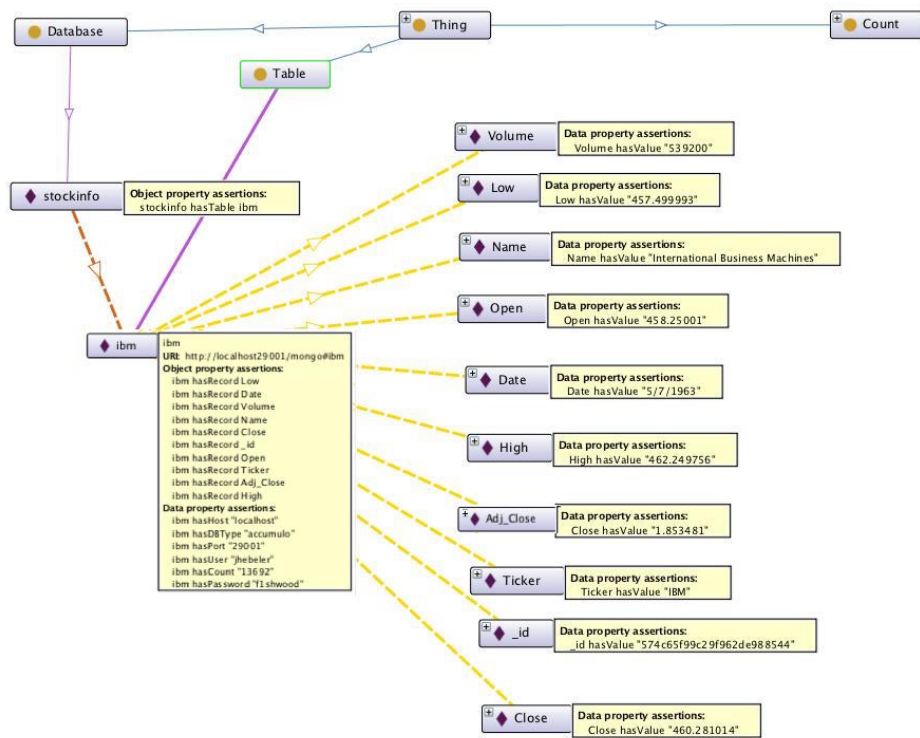 Thing
Count
Database
Table
Volume
Data property assertions:
Volume hasValue "539200"
Low
Data property assertions:
Low hasValue "457.499993"
stockinfo
Object property assertions:
stockinfo hasTable ibm
Name
Data property assertions:
Name hasValue "International Business Machines"
Open
Data property assertions:
Open hasValue "458.25001"
ibm
ibm
URI: http://localhost29001/mongo#ibm
Object property assertions:
ibm hasRecord Low
ibm hasRecord Date
ibm hasRecord Volume
ibm hasRecord Name
ibm hasRecord Close
ibm hasRecord _id
ibm hasRecord Open
ibm hasRecord Ticker
ibm hasRecord Adj_Close
ibm hasRecord High
Data property assertions:
ibm hasHost "localhost"
ibm hasDBType "accumulo"
ibm hasPort "29001"
ibm hasUser "jhebeler"
ibm hasCount "13692"
ibm hasPassword "f1shwood"
Date
Data property assertions:
Date hasValue "5/7/1963"
High
Data property assertions:
High hasValue "462.249756"
Adj_Close
Data property assertions:
Close hasValue "1.853481"
Ticker
Data property assertions:
Ticker hasValue "IBM"
_id
Data property assertions:
_id hasValue "574c65f99c29f962de988544"
Close
Data property assertions:
Close hasValue "460.281014"